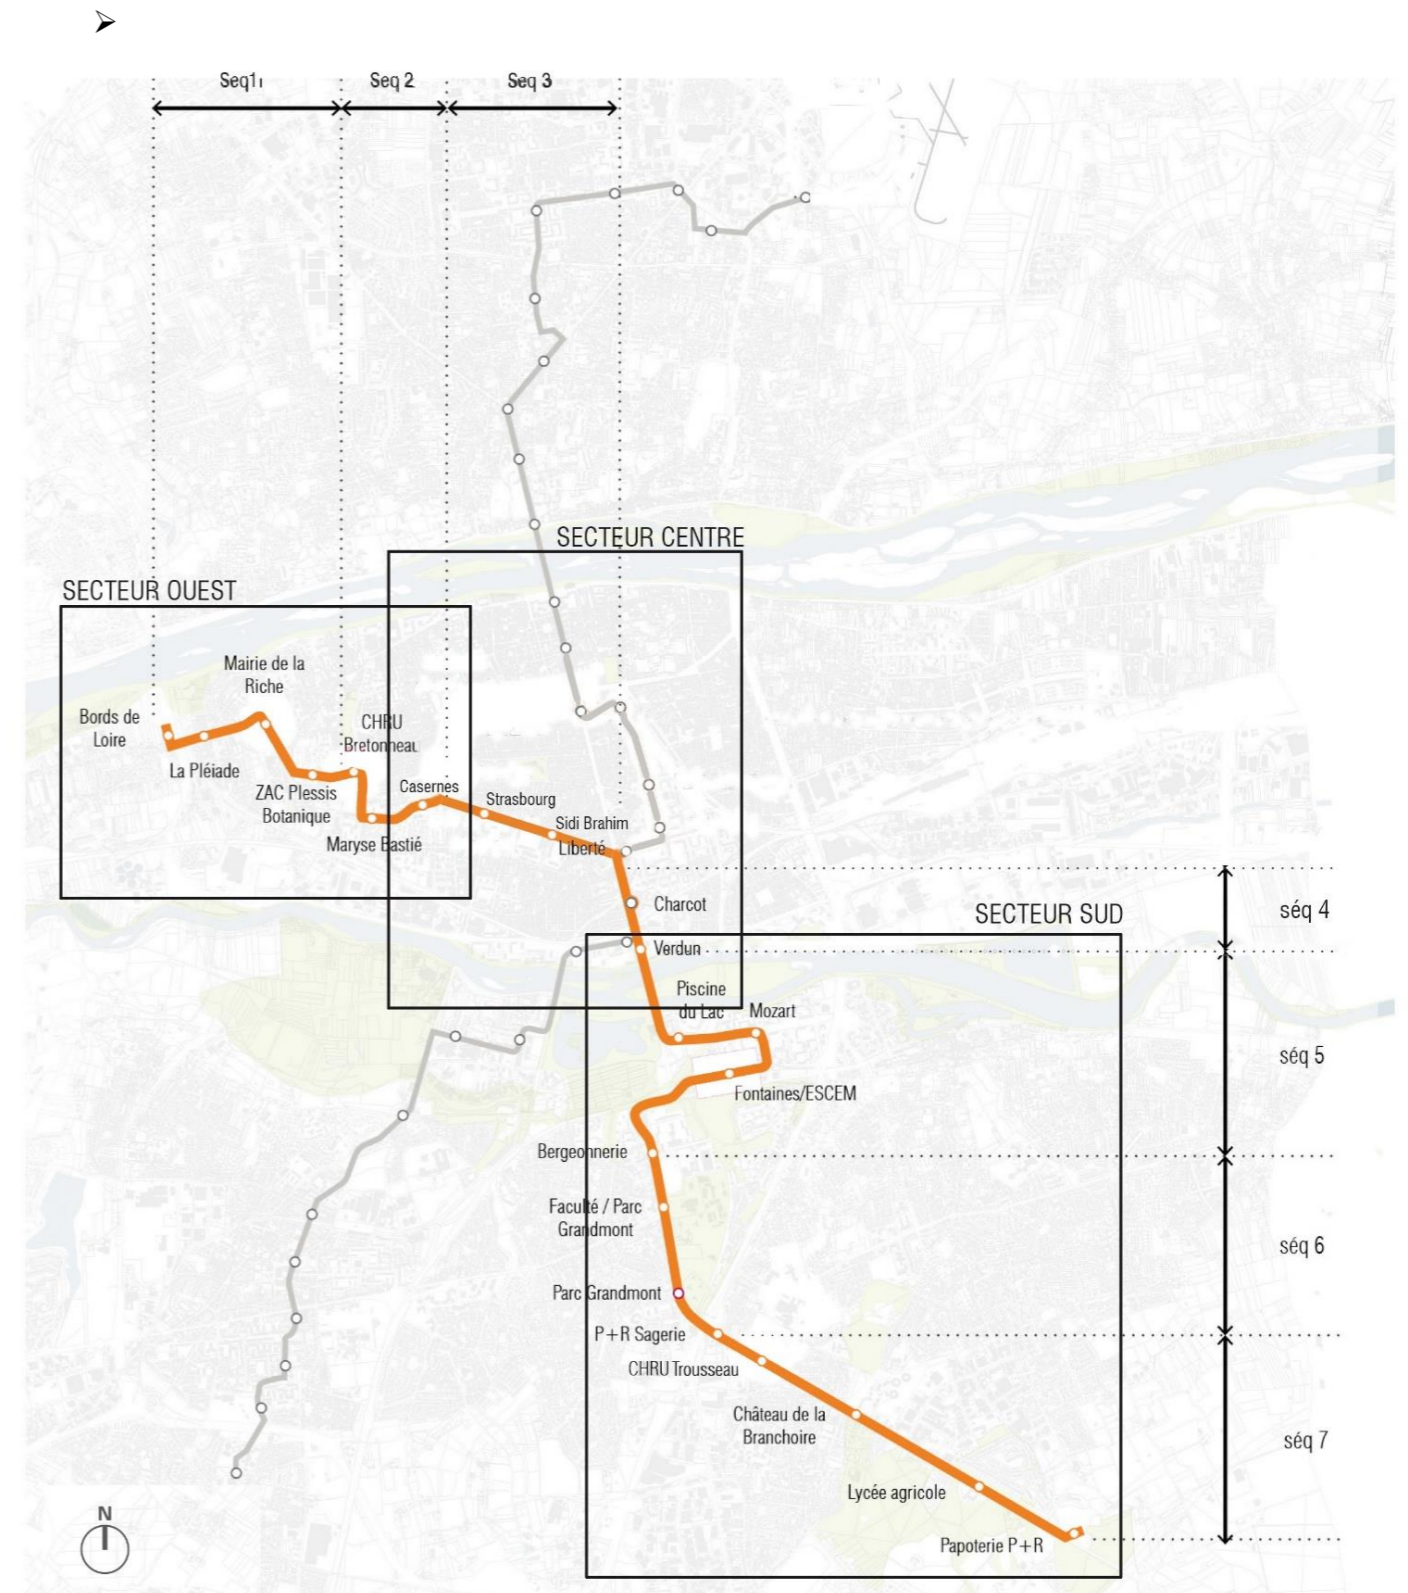 Seq1
Seq 2
Seq 3
SECTEUR CENTRE
SECTEUR OUEST
Mairie de la
Riche
Bords de
Loire
CHRU
Bretonneau
La Pléiade
ZAC Plessis
Botanique
Casernes
Strasbourg
Maryse Bastié
Sidi Brahim
Liberté
Charcot
SECTEUR SUD
séq 4
Verdun
Piscine
du Lac
Mozart
séq 5
Fontaines/ESCEM
Bergeonnerie
Faculté / Parc
Grandmont
séq 6
Parc Grandmont
P+R Sagerie
CHRU Trousseau
Château de la
Branchoire
séq 7
Lycée agricole
Papoterie P+R
N